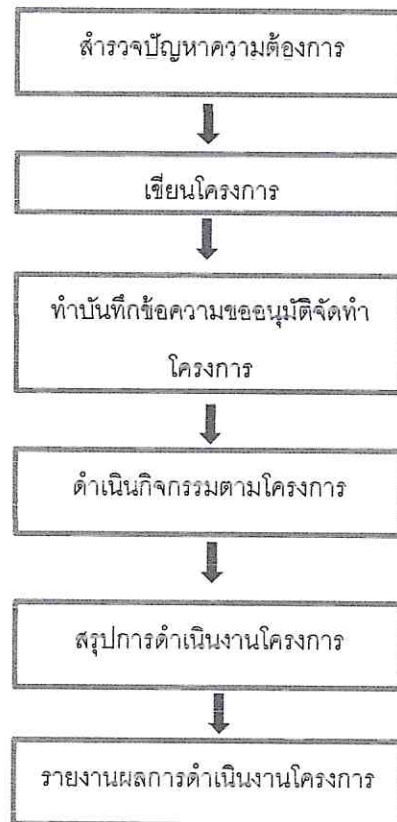 สำรวจปัญหาความต้องการ
เขียนโครงการ
ทำบันทึกข้อความขออนุมัติจัดทำ
โครงการ
ดำเนินกิจกรรมตามโครงการ
สรุปการดำเนินงานโครงการ
รายงานผลการดำเนินงานโครงการ